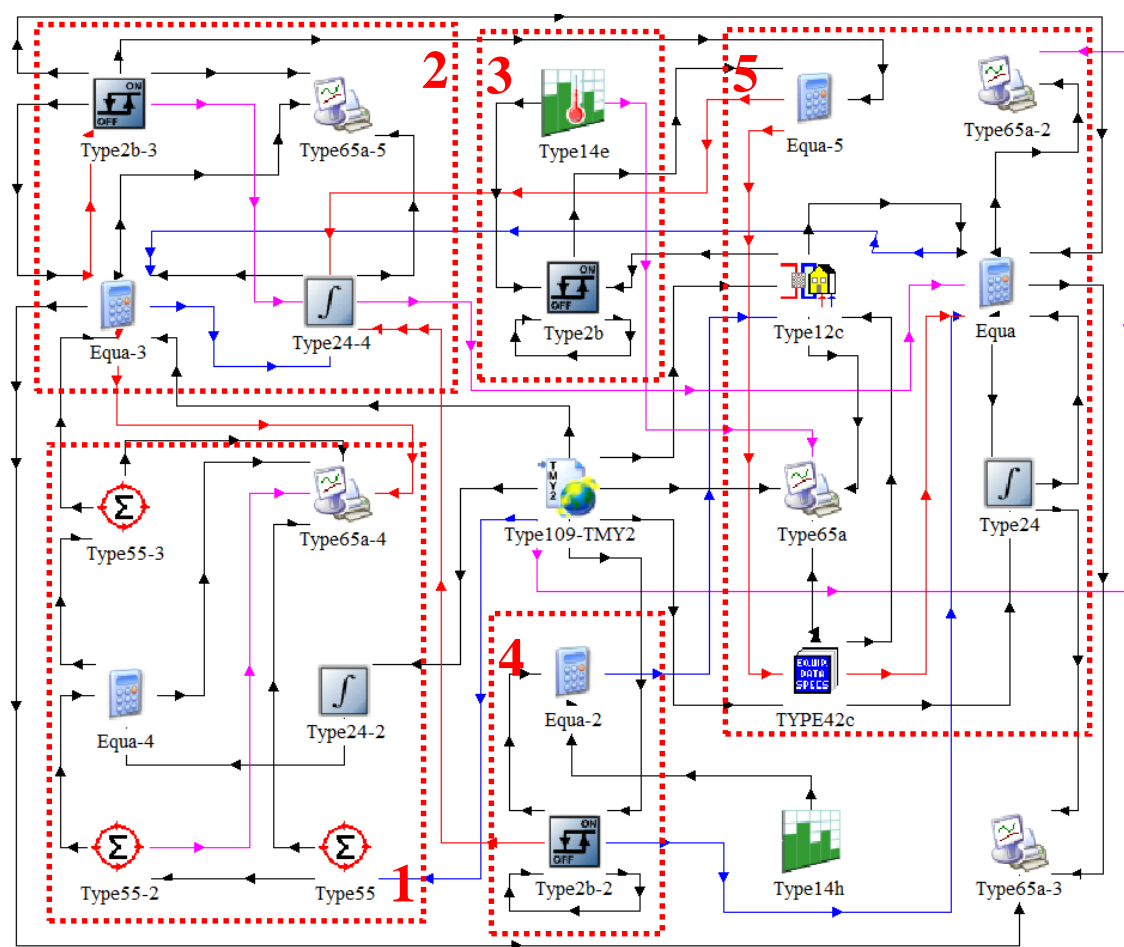 2
3
5
ON
OFF
Type2b-3
Type65a-5
Type14e
Equa-5
Type65a-2
Equa-3
Type24-4
ON
OFF
Type2b
Type12c
Equa
Type55-3
Type65a-4
TMY2
Type109-TMY2
Type65a
Type24
Equa-4
Type24-2
4
Equa-2
EQUIP
DATA
SPECS
TYPE42c
Type55-2
Type55
1
ON
OFF
Type2b-2
Type14h
Type65a-3
∫
∫
∫
Σ
Σ
Σ